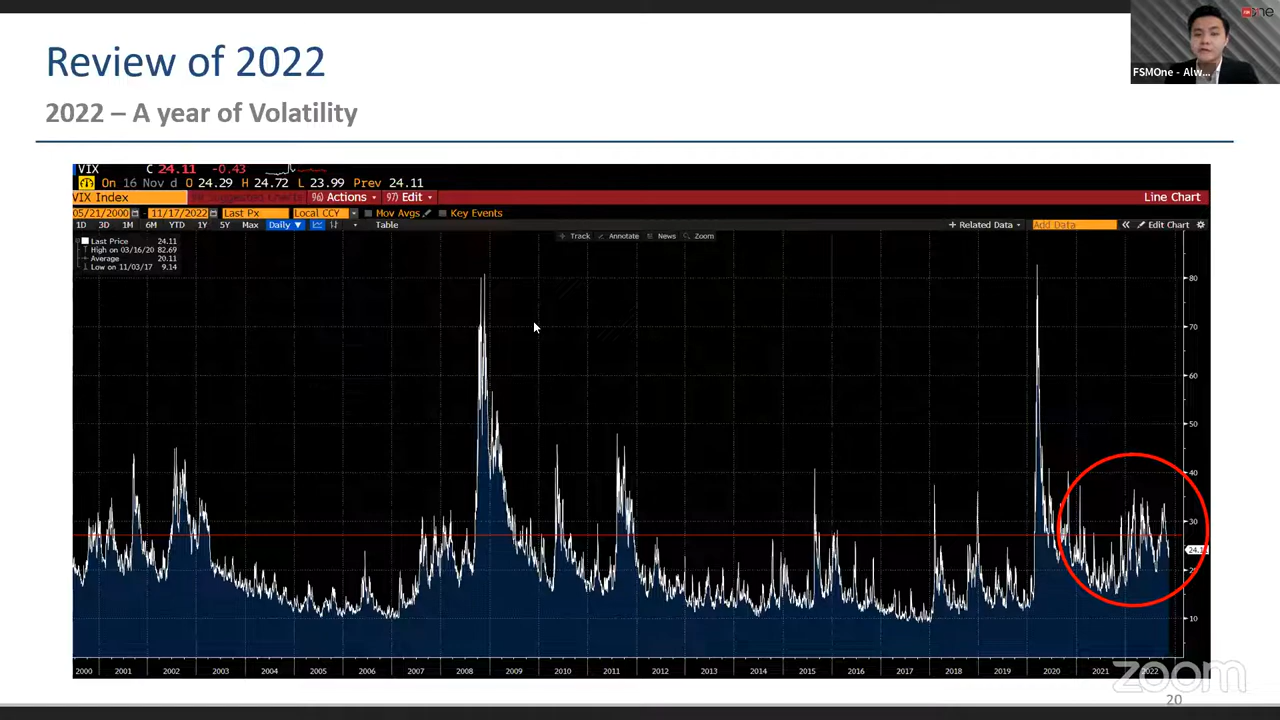 Review of 2022
2022 – A year of Volatility
one
FSMOne - Alw...
VIX C 24.11 -0.43
On 16 Nov d O 24.29 H 24.72 L 23.99 Prev 24.11
VIX Index 96) Actions 97) Edit Line Chart
05/21/2000 - 11/17/2022 Last Px Local CCY Mov Avgs Key Events
1D 3D 1M 6M YTD 1Y 5Y Max Daily ▼ Table + Related Data Add Data « Edit Chart
Track Annotate News Zoom
Last Price 24.11
High on 03/16/20 82.69
Average 20.11
Low on 11/03/17 9.14
80
70
60
50
40
30
24.11
20
10
2000 2001 2002 2003 2004 2005 2006 2007 2008 2009 2010 2011 2012 2013 2014 2015 2016 2017 2018 2019 2020 2021 2022
zoom
20